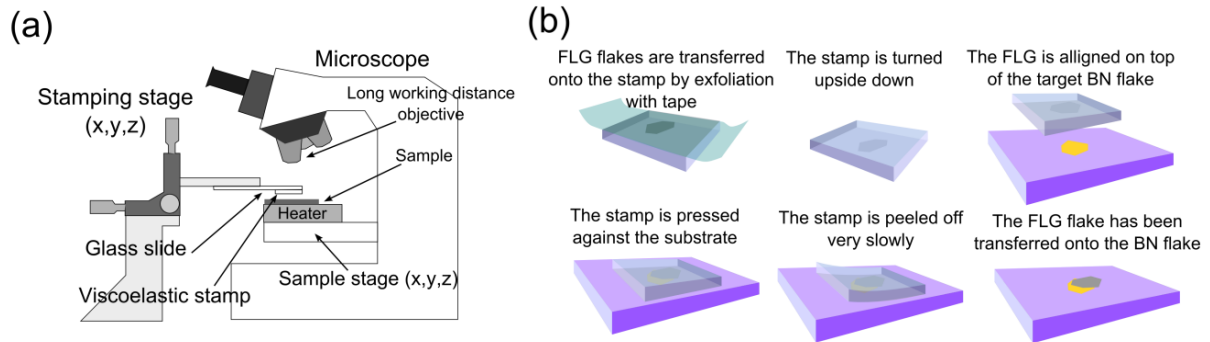 (a)
Microscope
Long working distance
objective
Stamping stage
(x,y,z)
Sample
Heater
Glass slide
Sample stage (x,y,z)
Viscoelastic stamp
(b)
FLG flakes are transferred
onto the stamp by exfoliation
with tape
The stamp is turned
upside down
The FLG is alligned on top
of the target BN flake
The stamp is pressed
against the substrate
The stamp is peeled off
very slowly
The FLG flake has been
transferred onto the BN flake